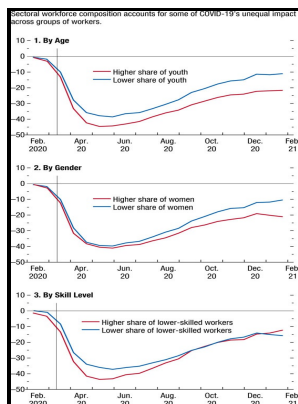 Sectoral workforce composition accounts for some of COVID-19's unequal impact
across groups of workers.
10 – 1. By Age
0
–10
–20
–30
–40
–50
Higher share of youth
Lower share of youth
Feb. Apr. Jun. Aug. Oct. Dec. Feb
2020 20 20 20 20 20 21
10 – 2. By Gender
0
–10
–20
–30
–40
–50
Higher share of women
Lower share of women
Feb. Apr. Jun. Aug. Oct. Dec. Feb
2020 20 20 20 20 20 21
10 – 3. By Skill Level
0
–10
–20
–30
–40
–50
Higher share of lower-skilled workers
Lower share of lower-skilled workers
Feb. Apr. Jun. Aug. Oct. Dec. Feb
2020 20 20 20 20 20 21